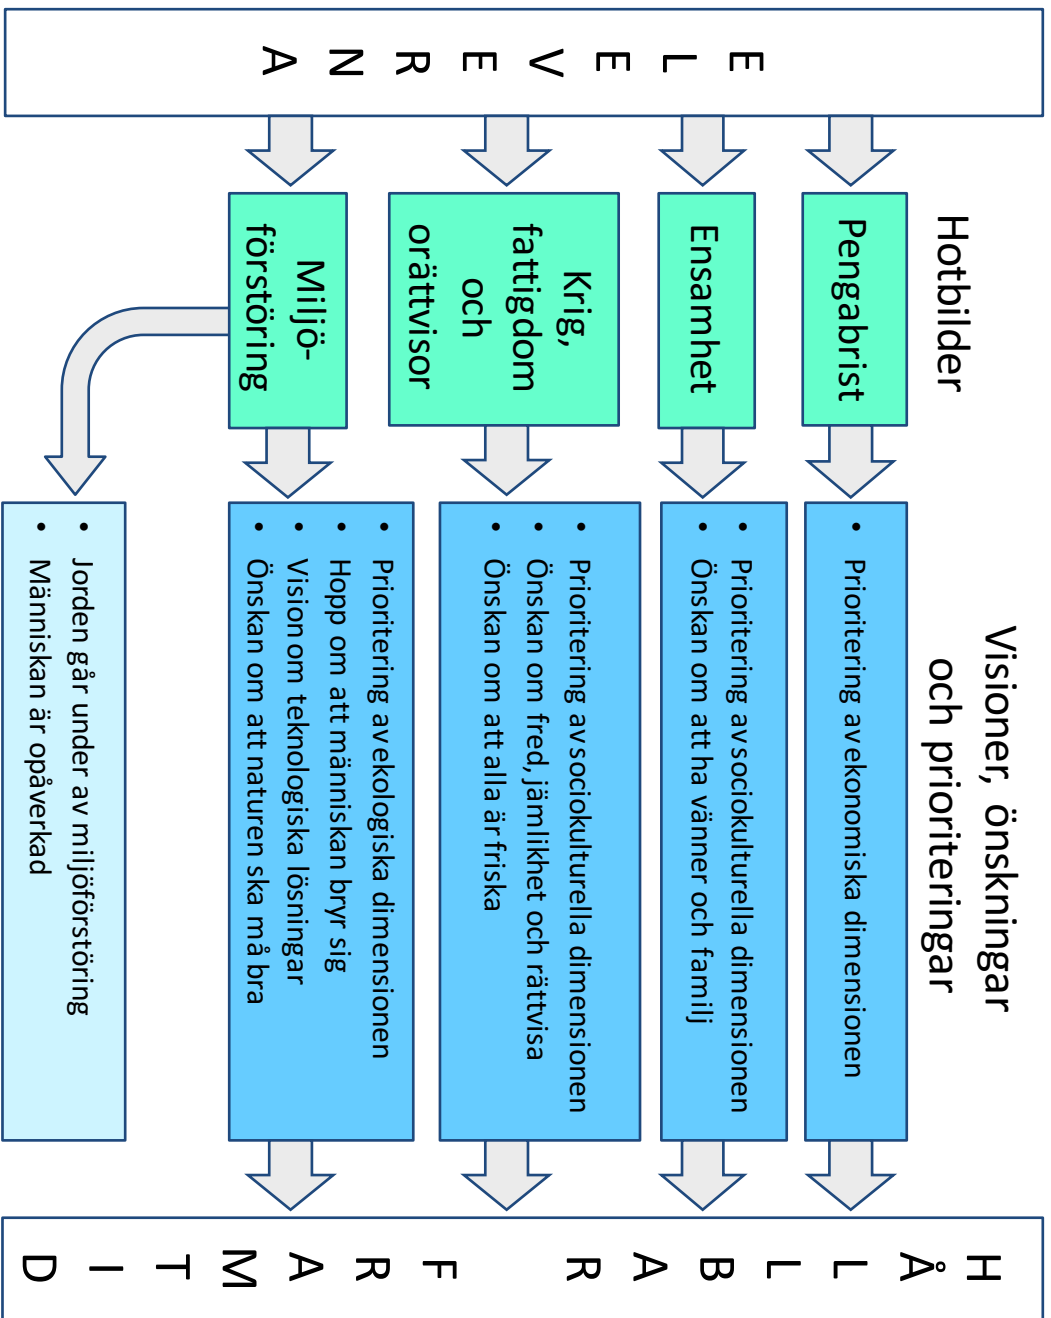 Hotbilder
Visioner, önskningar
och prioriteringar
E L E V E R N A
Pengabrist
• Prioritering av ekonomiska dimensionen
Ensamhet
• Prioritering av sociokulturella dimensionen
• Önskan om att ha vänner och familj
Krig,
fattigdom
och
orättvisor
• Prioritering av sociokulturella dimensionen
• Önskan om fred, jämlikhet och rättvisa
• Önskan om att alla är friska
Miljö-
förstöring
• Prioritering av ekologiska dimensionen
• Hopp om att människan bryr sig
• Vision om teknologiska lösningar
• Önskan om att naturen ska må bra
• Jorden går under av miljöförstöring
• Människan är opåverkad
H Å L L B A R F R A M T I D